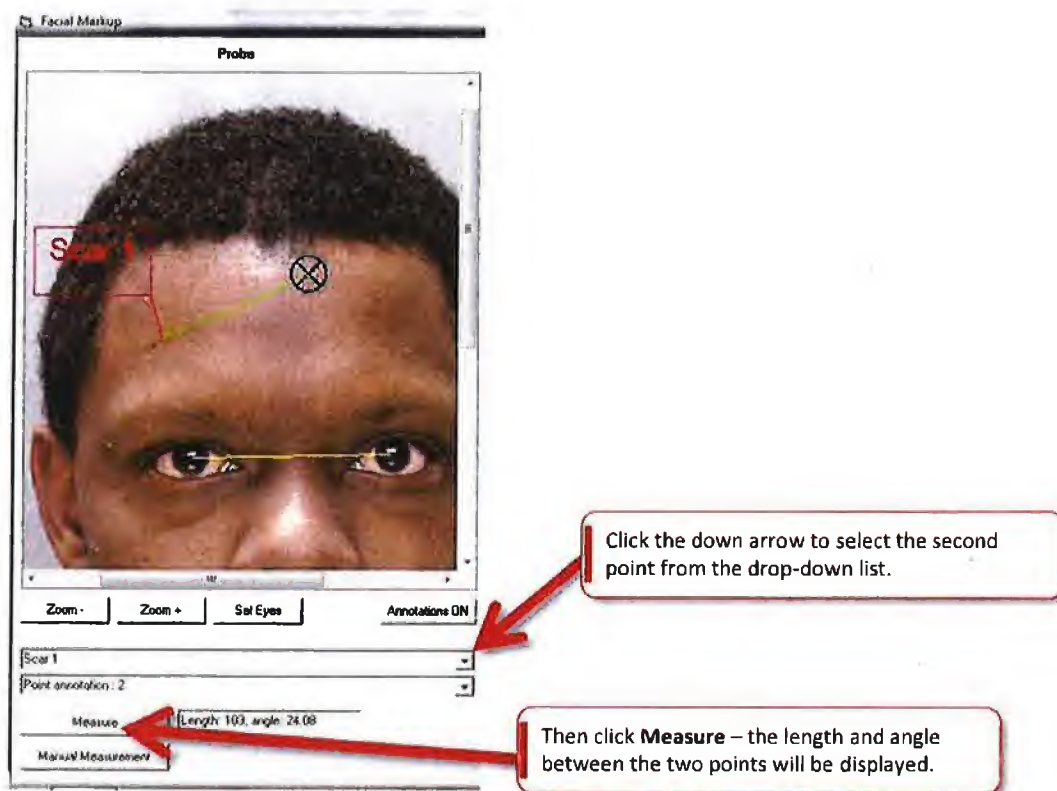 Facial Markup
Probe
Scar 1
Click the down arrow to select the second
point from the drop-down list.
Zoom -
Zoom +
Set Eyes
Annotations ON
Scar 1
Point annotation : 2
Measure
Length: 103, angle: 24.08
Then click Measure – the length and angle
between the two points will be displayed.
Manual Measurement